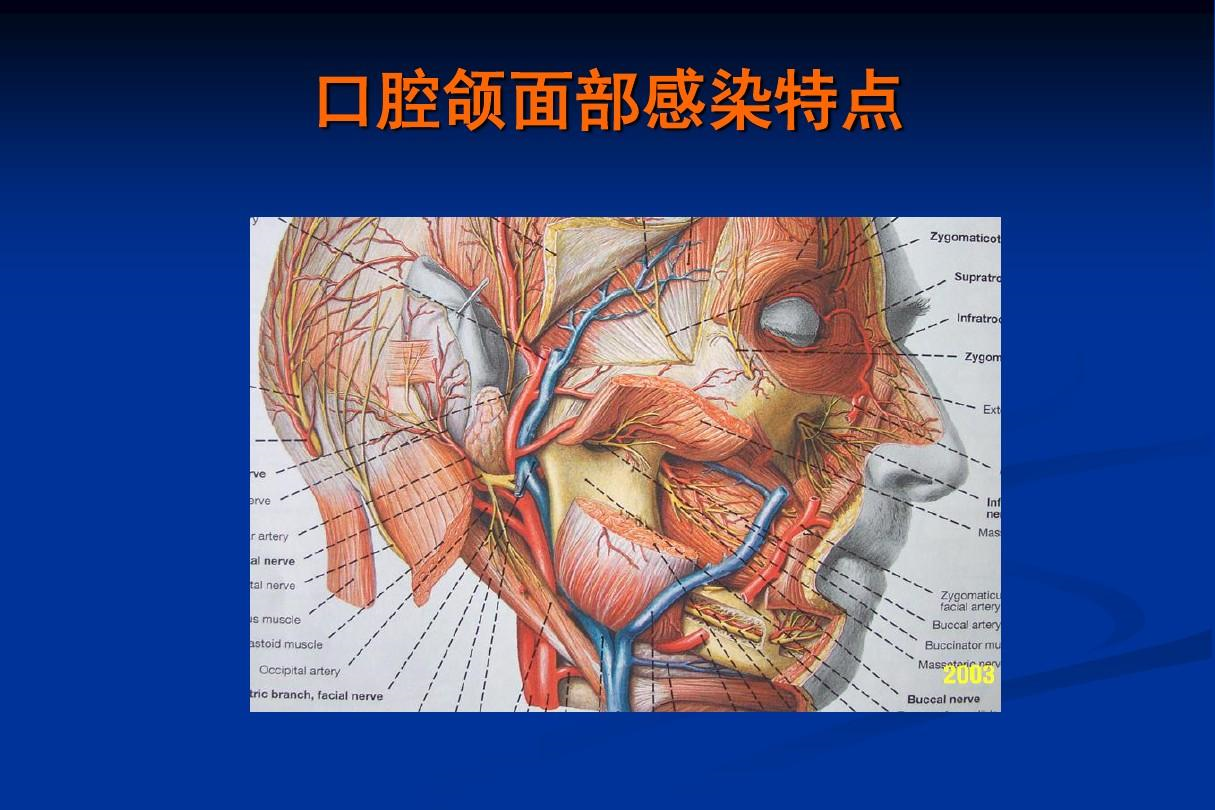 口腔颌面部感染特点
Zygomaticot
Supratro
Infratroc
Zygom
Ext
rve
erve
r artery
al nerve
tal nerve
us muscle
astoid muscle
Occipital artery
tric branch, facial nerve
Inf
ne
Mas
Zygomaticu
facial artery
Buccal artery
Buccinator mu
Masseteric nerv
2003
Buccal nerve